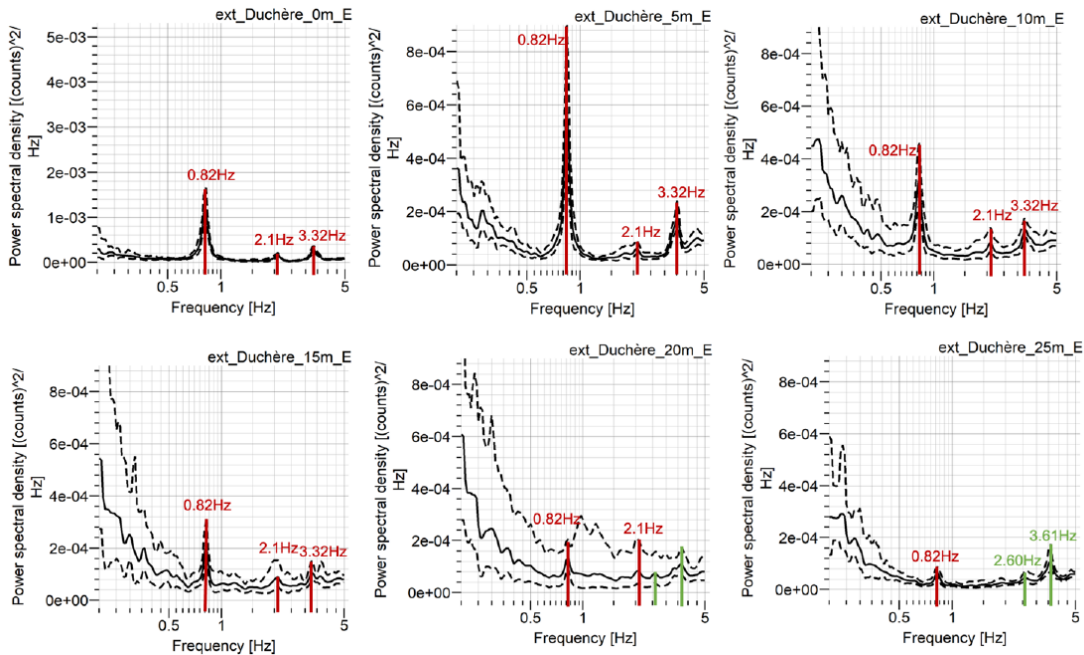 ext_Duchère_0m_E
Power spectral density [(counts)^2/
Hz]
5e-03
4e-03
3e-03
2e-03
1e-03
0e+00
0.82Hz
2.1Hz
3.32Hz
0.5
1
5
Frequency [Hz]
ext_Duchère_5m_E
Power spectral density [(counts)^2/
Hz]
8e-04
6e-04
4e-04
2e-04
0e+00
0.82Hz
2.1Hz
3.32Hz
0.5
1
5
Frequency [Hz]
ext_Duchère_10m_E
Power spectral density [(counts)^2/
Hz]
8e-04
6e-04
4e-04
2e-04
0e+00
0.82Hz
2.1Hz
3.32Hz
0.5
1
5
Frequency [Hz]
ext_Duchère_15m_E
Power spectral density [(counts)^2/
Hz]
8e-04
6e-04
4e-04
2e-04
0e+00
0.82Hz
2.1Hz
3.32Hz
0.5
1
5
Frequency [Hz]
ext_Duchère_20m_E
Power spectral density [(counts)^2/
Hz]
8e-04
6e-04
4e-04
2e-04
0e+00
0.82Hz
2.1Hz
0.5
1
5
Frequency [Hz]
ext_Duchère_25m_E
Power spectral density [(counts)^2/
Hz]
8e-04
6e-04
4e-04
2e-04
0e+00
0.82Hz
2.60Hz
3.61Hz
0.5
1
5
Frequency [Hz]